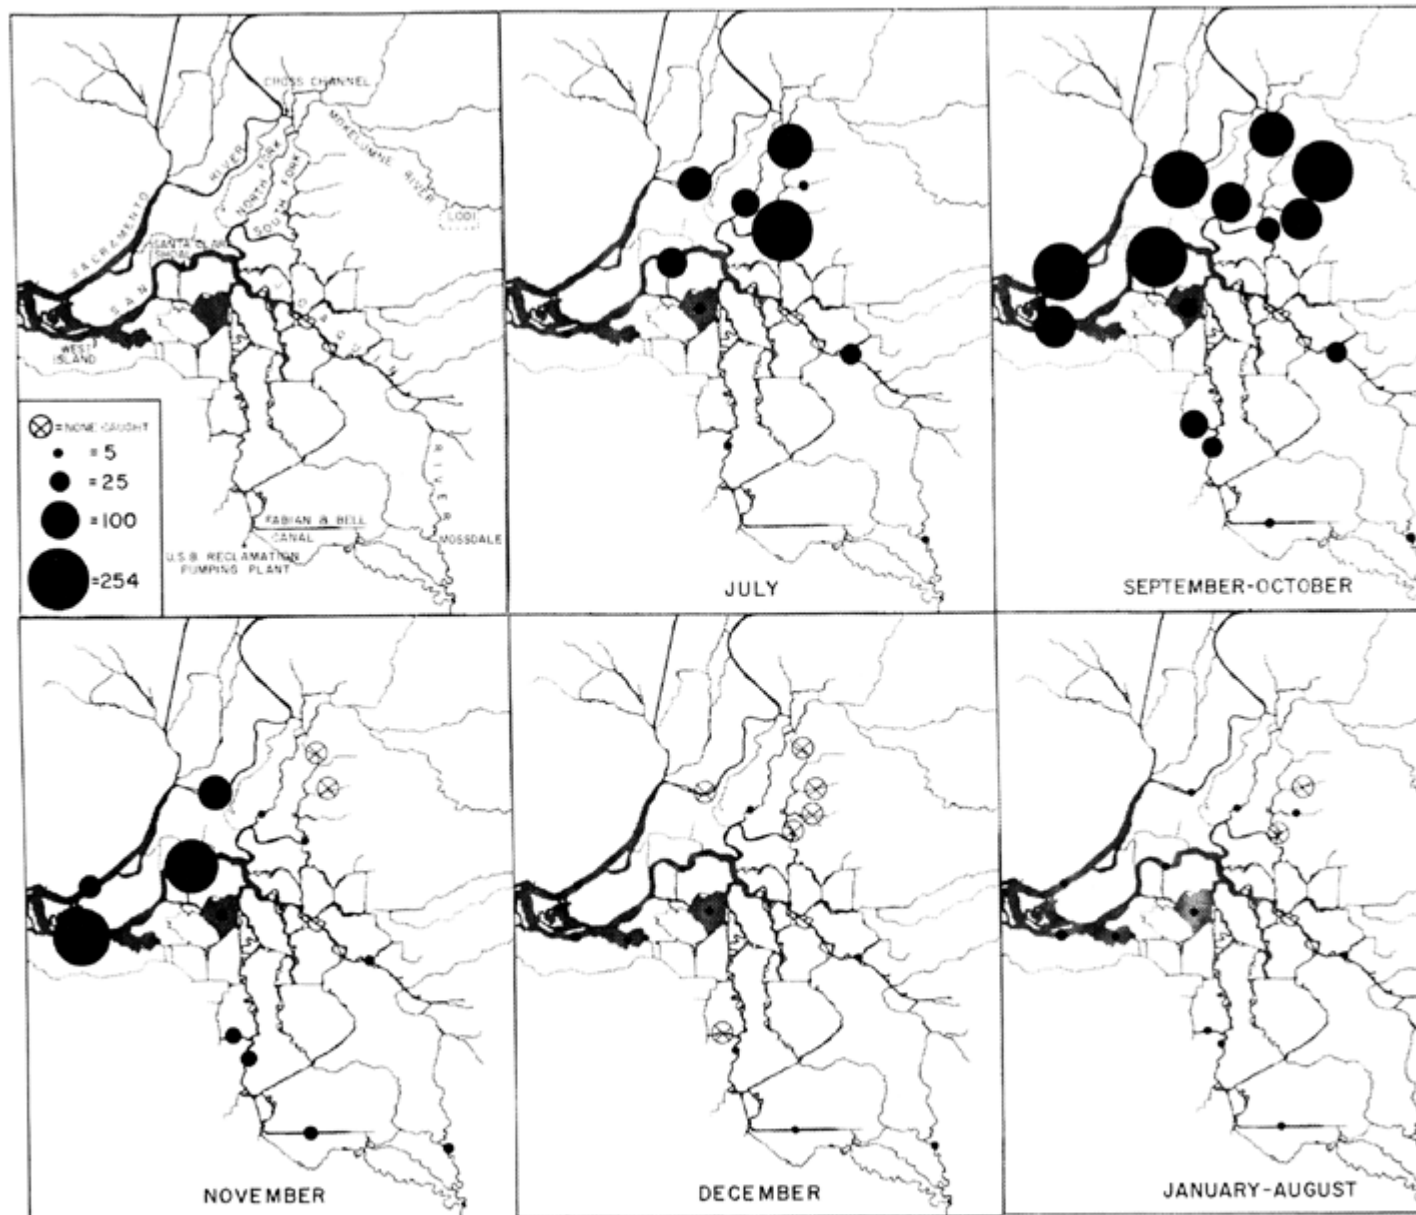 CROSS CHANNEL
MOKELUMNE
RIVER
LODI
RIVER
NORTH FORK
SOUTH FORK
SACRAMENTO
SANTA CLARA
SHOAL
SAN
JOAQUIN
WEST
ISLAND
RIVER
⊗ = NONE CAUGHT
= 5
= 25
= 100
= 254
FABIAN & BELL
CANAL
MOSSDALE
U.S.B. RECLAMATION
PUMPING PLANT
JULY
SEPTEMBER-OCTOBER
NOVEMBER
DECEMBER
JANUARY-AUGUST